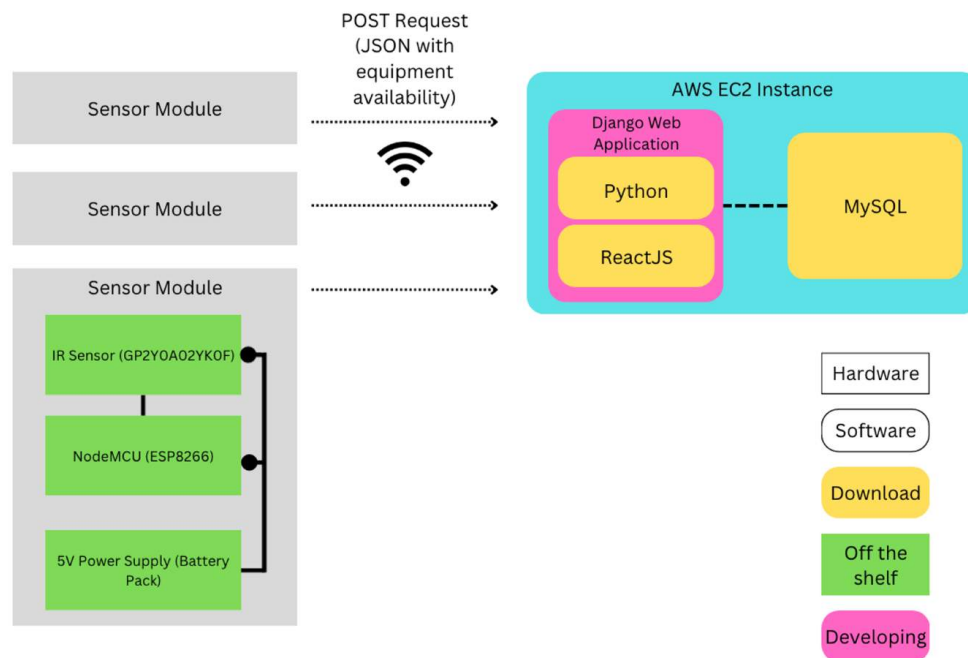 POST Request
(JSON with
equipment
availability)
Sensor Module
Sensor Module
Sensor Module
IR Sensor (GP2Y0A02YK0F)
NodeMCU (ESP8266)
5V Power Supply (Battery
Pack)
AWS EC2 Instance
Django Web
Application
Python
ReactJS
MySQL
Hardware
Software
Download
Off the
shelf
Developing